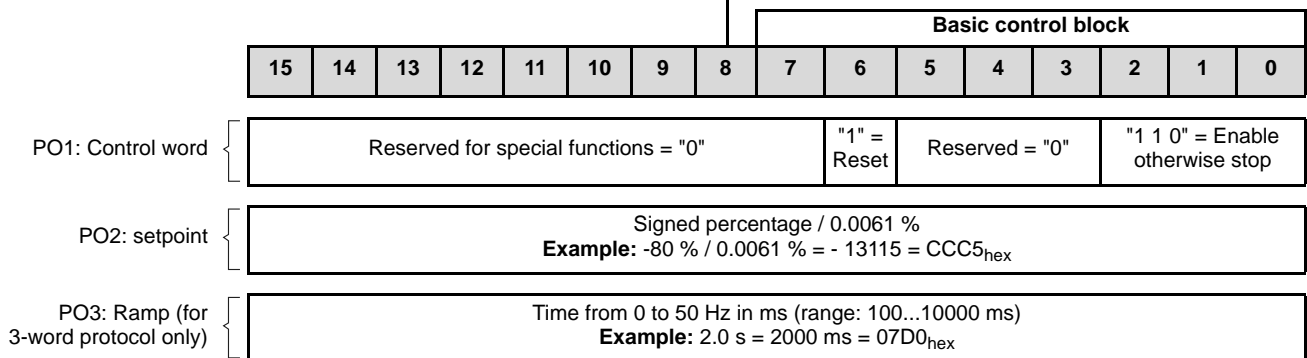 Basic control block
15 14 13 12 11 10 9 8 7 6 5 4 3 2 1 0
PO1: Control word
Reserved for special functions = "0"
"1" =
Reset
Reserved = "0"
"1 1 0" = Enable
otherwise stop
PO2: setpoint
Signed percentage / 0.0061 %
Example: -80 % / 0.0061 % = - 13115 = CCC5hex
PO3: Ramp (for
3-word protocol only)
Time from 0 to 50 Hz in ms (range: 100...10000 ms)
Example: 2.0 s = 2000 ms = 07D0hex